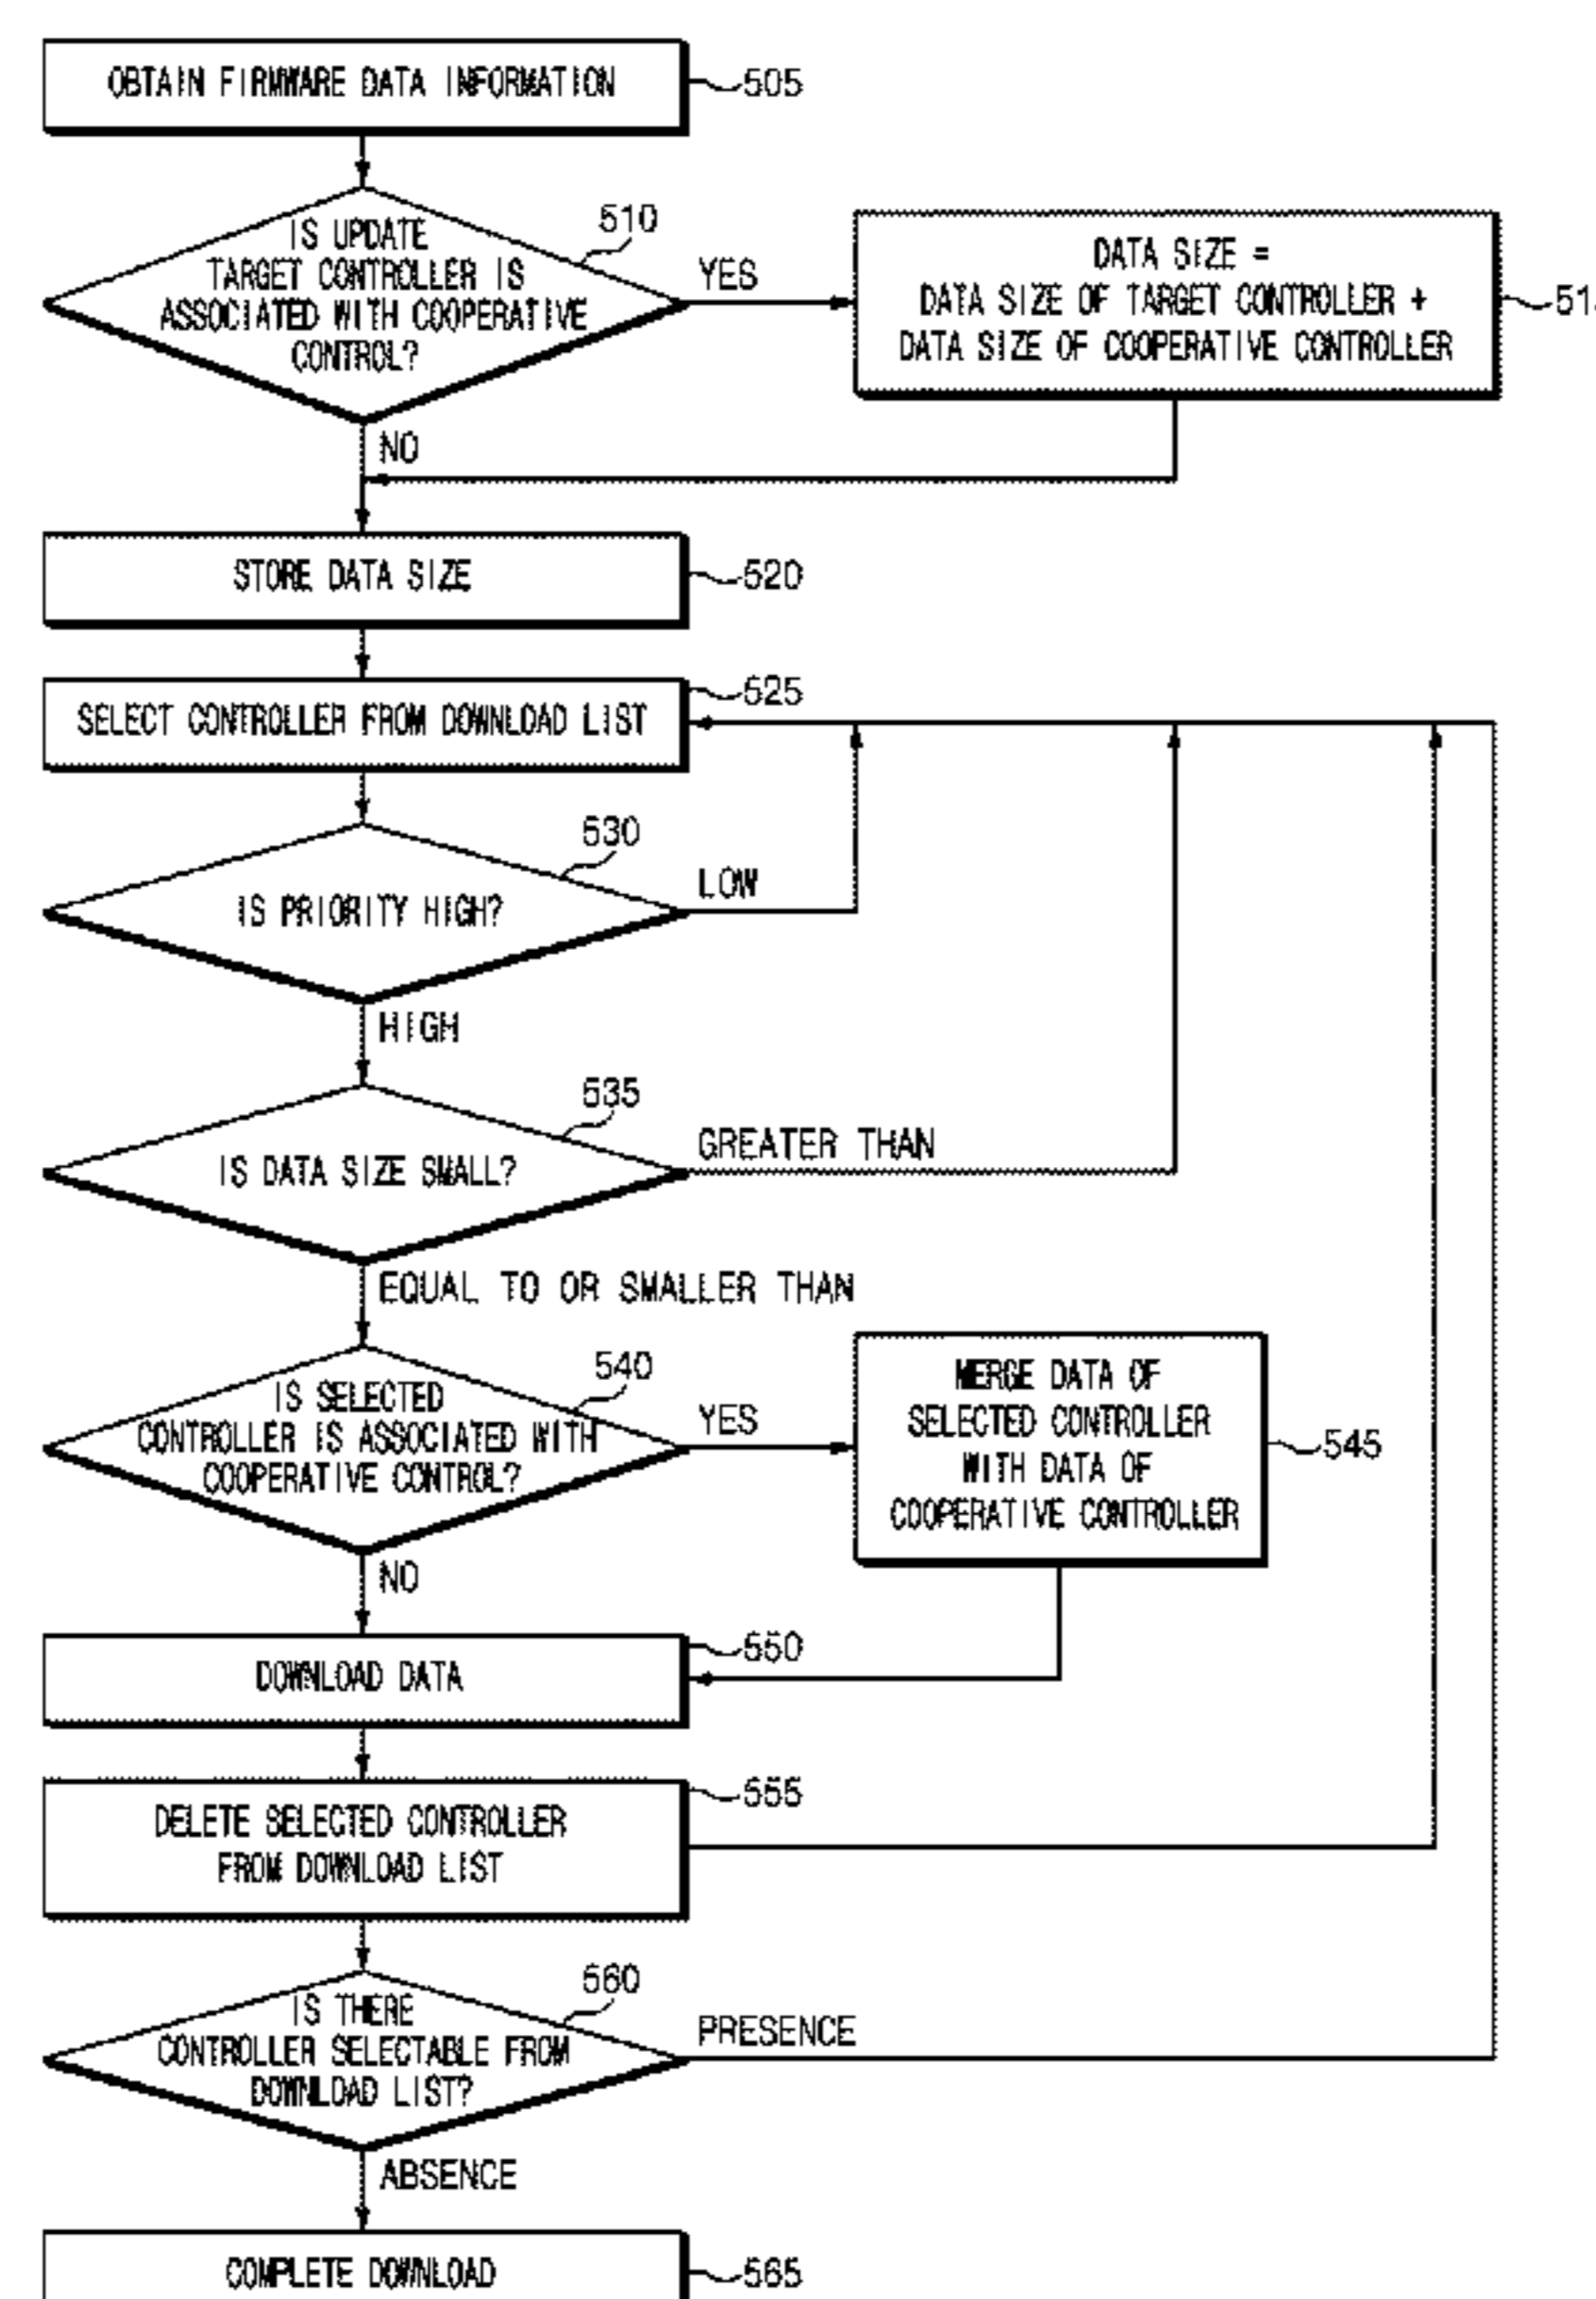 OBTAIN FIRMWARE DATA INFORMATION
505
IS UPDATE
TARGET CONTROLLER IS
ASSOCIATED WITH COOPERATIVE
CONTROL?
510
YES
DATA SIZE =
DATA SIZE OF TARGET CONTROLLER +
DATA SIZE OF COOPERATIVE CONTROLLER
NO
STORE DATA SIZE
520
SELECT CONTROLLER FROM DOWNLOAD LIST
525
IS PRIORITY HIGH?
530
LOW
HIGH
IS DATA SIZE SMALL?
535
GREATER THAN
EQUAL TO OR SMALLER THAN
IS SELECTED
CONTROLLER IS ASSOCIATED WITH
COOPERATIVE CONTROL?
540
YES
MERGE DATA OF
SELECTED CONTROLLER
WITH DATA OF
COOPERATIVE CONTROLLER
545
NO
DOWNLOAD DATA
550
DELETE SELECTED CONTROLLER
FROM DOWNLOAD LIST
555
IS THERE
CONTROLLER SELECTABLE FROM
DOWNLOAD LIST?
560
PRESENCE
ABSENCE
COMPLETE DOWNLOAD
565